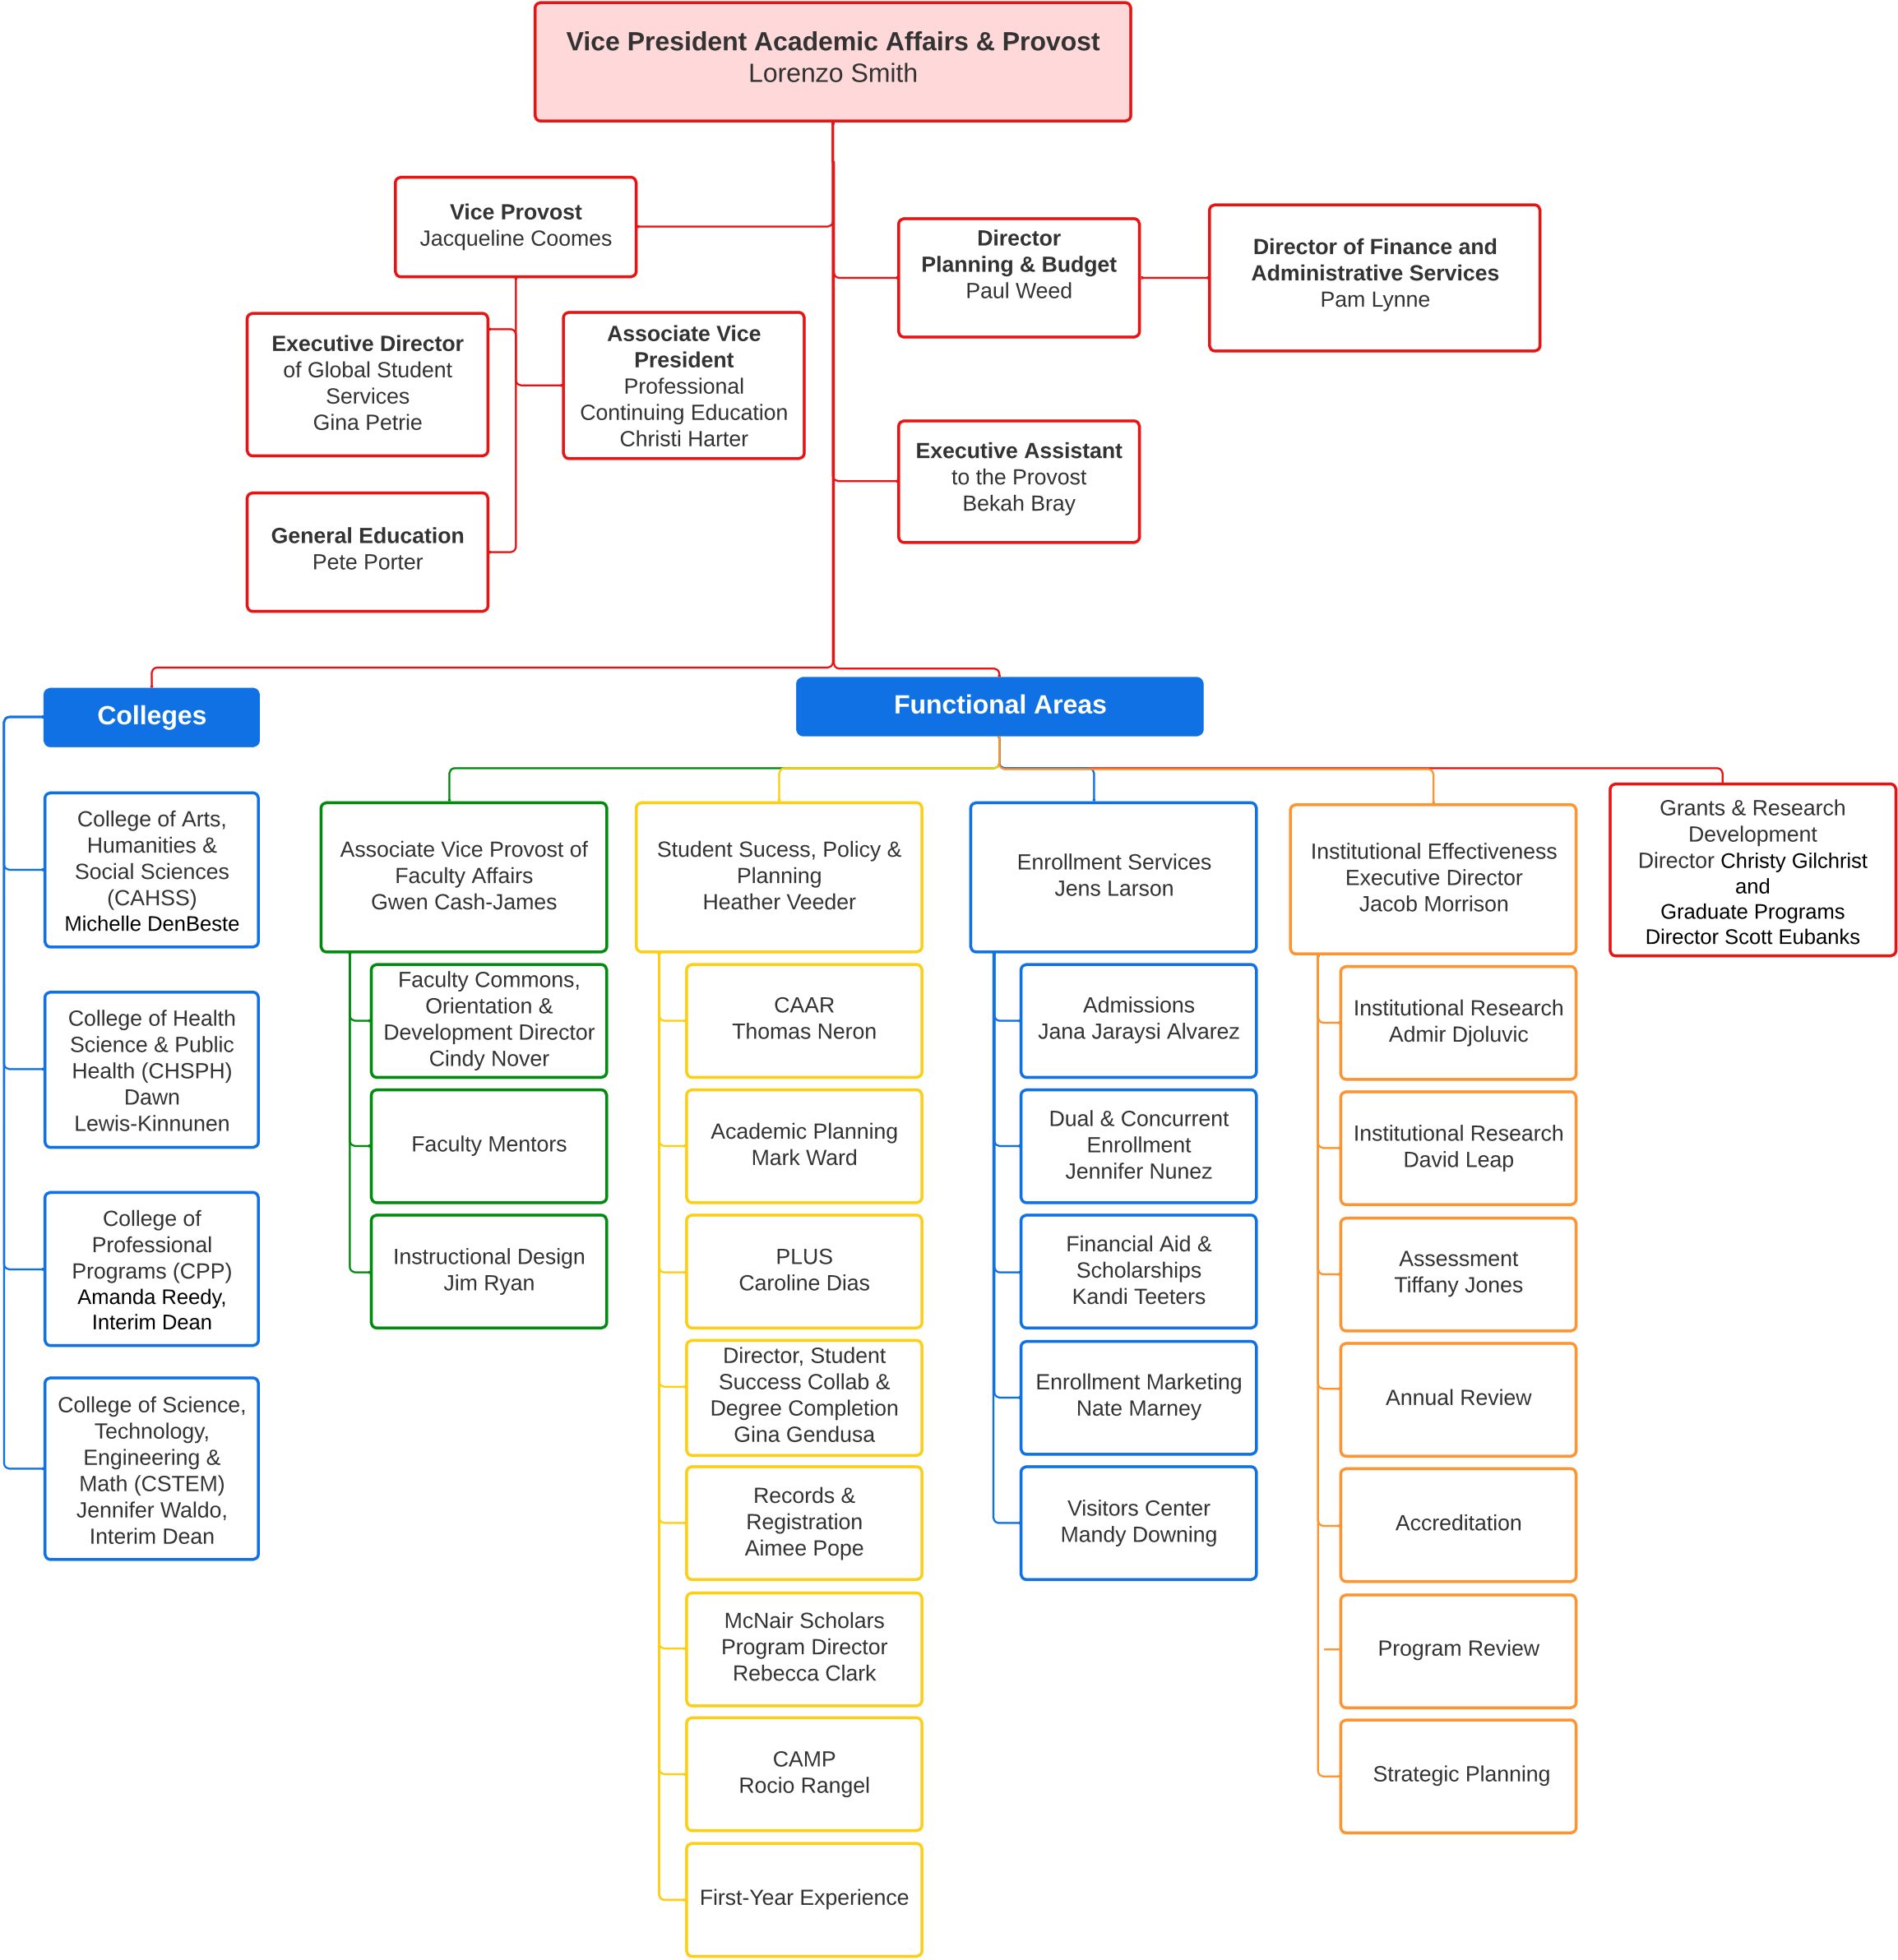 Vice President Academic Affairs & Provost
Lorenzo Smith
Vice Provost
Jacqueline Coomes
Director
Planning & Budget
Paul Weed
Director of Finance and
Administrative Services
Pam Lynne
Executive Director
of Global Student
Services
Gina Petrie
Associate Vice
President
Professional
Continuing Education
Christi Harter
Executive Assistant
to the Provost
Bekah Bray
General Education
Pete Porter
Colleges
College of Arts,
Humanities &
Social Sciences
(CAHSS)
Michelle DenBeste
College of Health
Science & Public
Health (CHSPH)
Dawn
Lewis-Kinnunen
College of
Professional
Programs (CPP)
Amanda Reedy,
Interim Dean
College of Science,
Technology,
Engineering &
Math (CSTEM)
Jennifer Waldo,
Interim Dean
Functional Areas
Associate Vice Provost of
Faculty Affairs
Gwen Cash-James
Faculty Commons,
Orientation &
Development Director
Cindy Nover
Faculty Mentors
Instructional Design
Jim Ryan
Student Sucess, Policy &
Planning
Heather Veeder
CAAR
Thomas Neron
Academic Planning
Mark Ward
PLUS
Caroline Dias
Director, Student
Success Collab &
Degree Completion
Gina Gendusa
Records &
Registration
Aimee Pope
McNair Scholars
Program Director
Rebecca Clark
CAMP
Rocio Rangel
First-Year Experience
Enrollment Services
Jens Larson
Admissions
Jana Jaraysi Alvarez
Dual & Concurrent
Enrollment
Jennifer Nunez
Financial Aid &
Scholarships
Kandi Teeters
Enrollment Marketing
Nate Marney
Visitors Center
Mandy Downing
Institutional Effectiveness
Executive Director
Jacob Morrison
Institutional Research
Admir Djoluvic
Institutional Research
David Leap
Assessment
Tiffany Jones
Annual Review
Accreditation
Program Review
Strategic Planning
Grants & Research
Development
Director Christy Gilchrist
and
Graduate Programs
Director Scott Eubanks